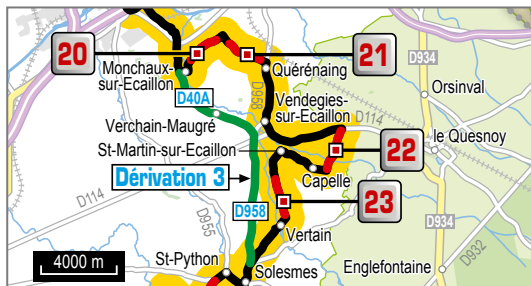 20
21
D934
Monchaux-
sur-Ecaillon
Quérénaing
D40A
D958
Orsinval
Vendegies-
sur-Ecaillon
Verchain-Maugré
D114
le Quesnoy
St-Martin-sur-Ecaillon
22
Dérivation 3
Capelle
D114
23
D958
D955
D934
Vertain
4000 m
St-Python
D932
Solesmes
Englefontaine